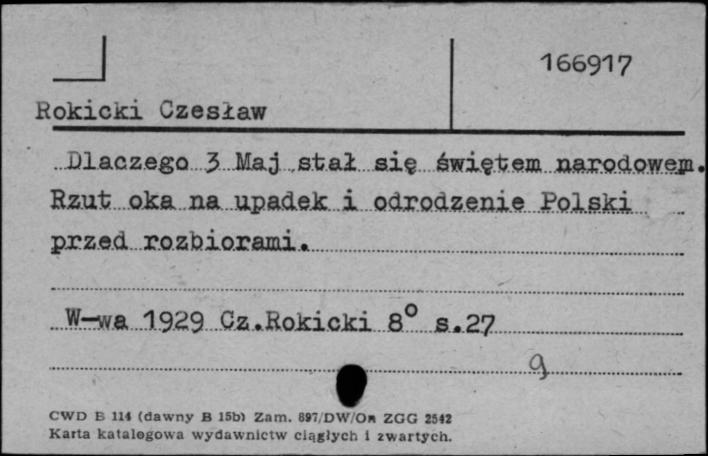 166917
Rokicki Czesław
Dlaczego 3 Maj stał się świętem narodowem.
Rzut oka na upadek i odrodzenie Polski
przed rozbiorami.
W-wa 1929 Cz.Rokicki 8° s.27
g
CWD B 114 (dawny B 15b) Zam. 897/DW/On ZGG 2542
Karta katalogowa wydawnictw ciągłych i zwartych.